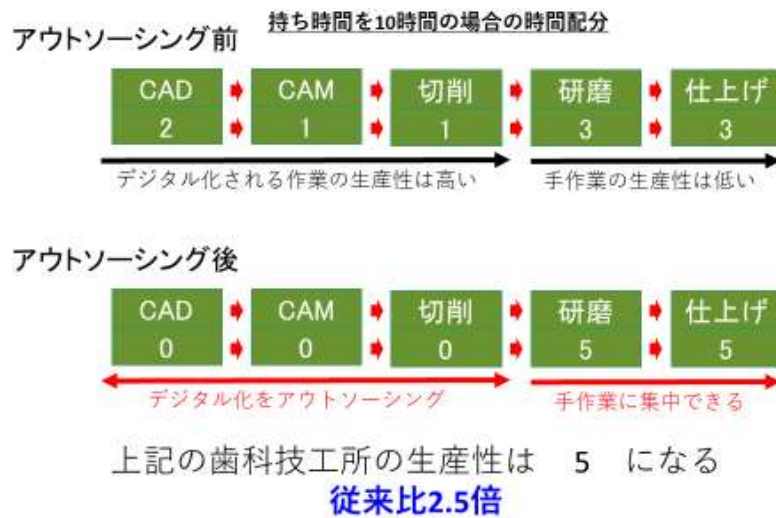 持ち時間を10時間の場合の時間配分
アウトソーシング前
CAD CAM 切削 研磨 仕上げ
2 1 1 3 3
デジタル化される作業の生産性は高い 手作業の生産性は低い
アウトソーシング後
CAD CAM 切削 研磨 仕上げ
0 0 0 5 5
デジタル化をアウトソーシング 手作業に集中できる
上記の歯科技工所の生産性は 5 になる
従来比2.5倍